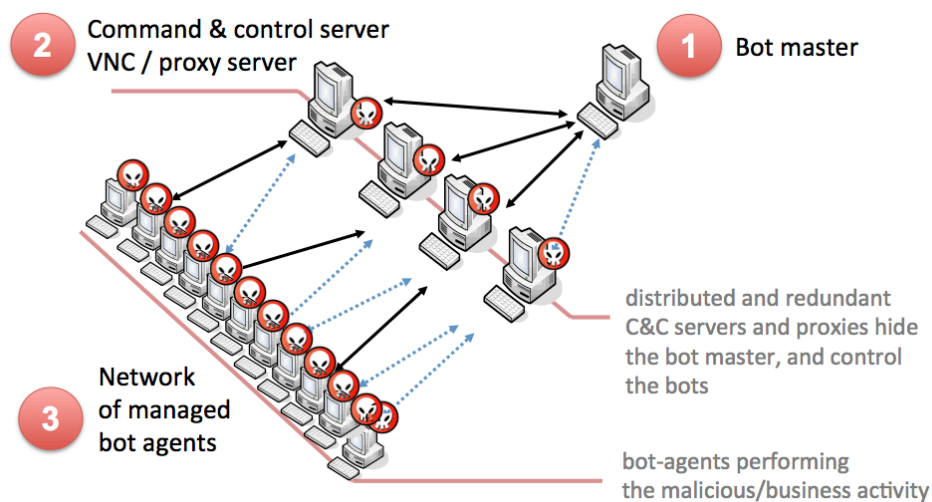 2
Command & control server
VNC / proxy server
1
Bot master
distributed and redundant
C&C servers and proxies hide
the bot master, and control
the bots
3
Network
of managed
bot agents
bot-agents performing
the malicious/business activity